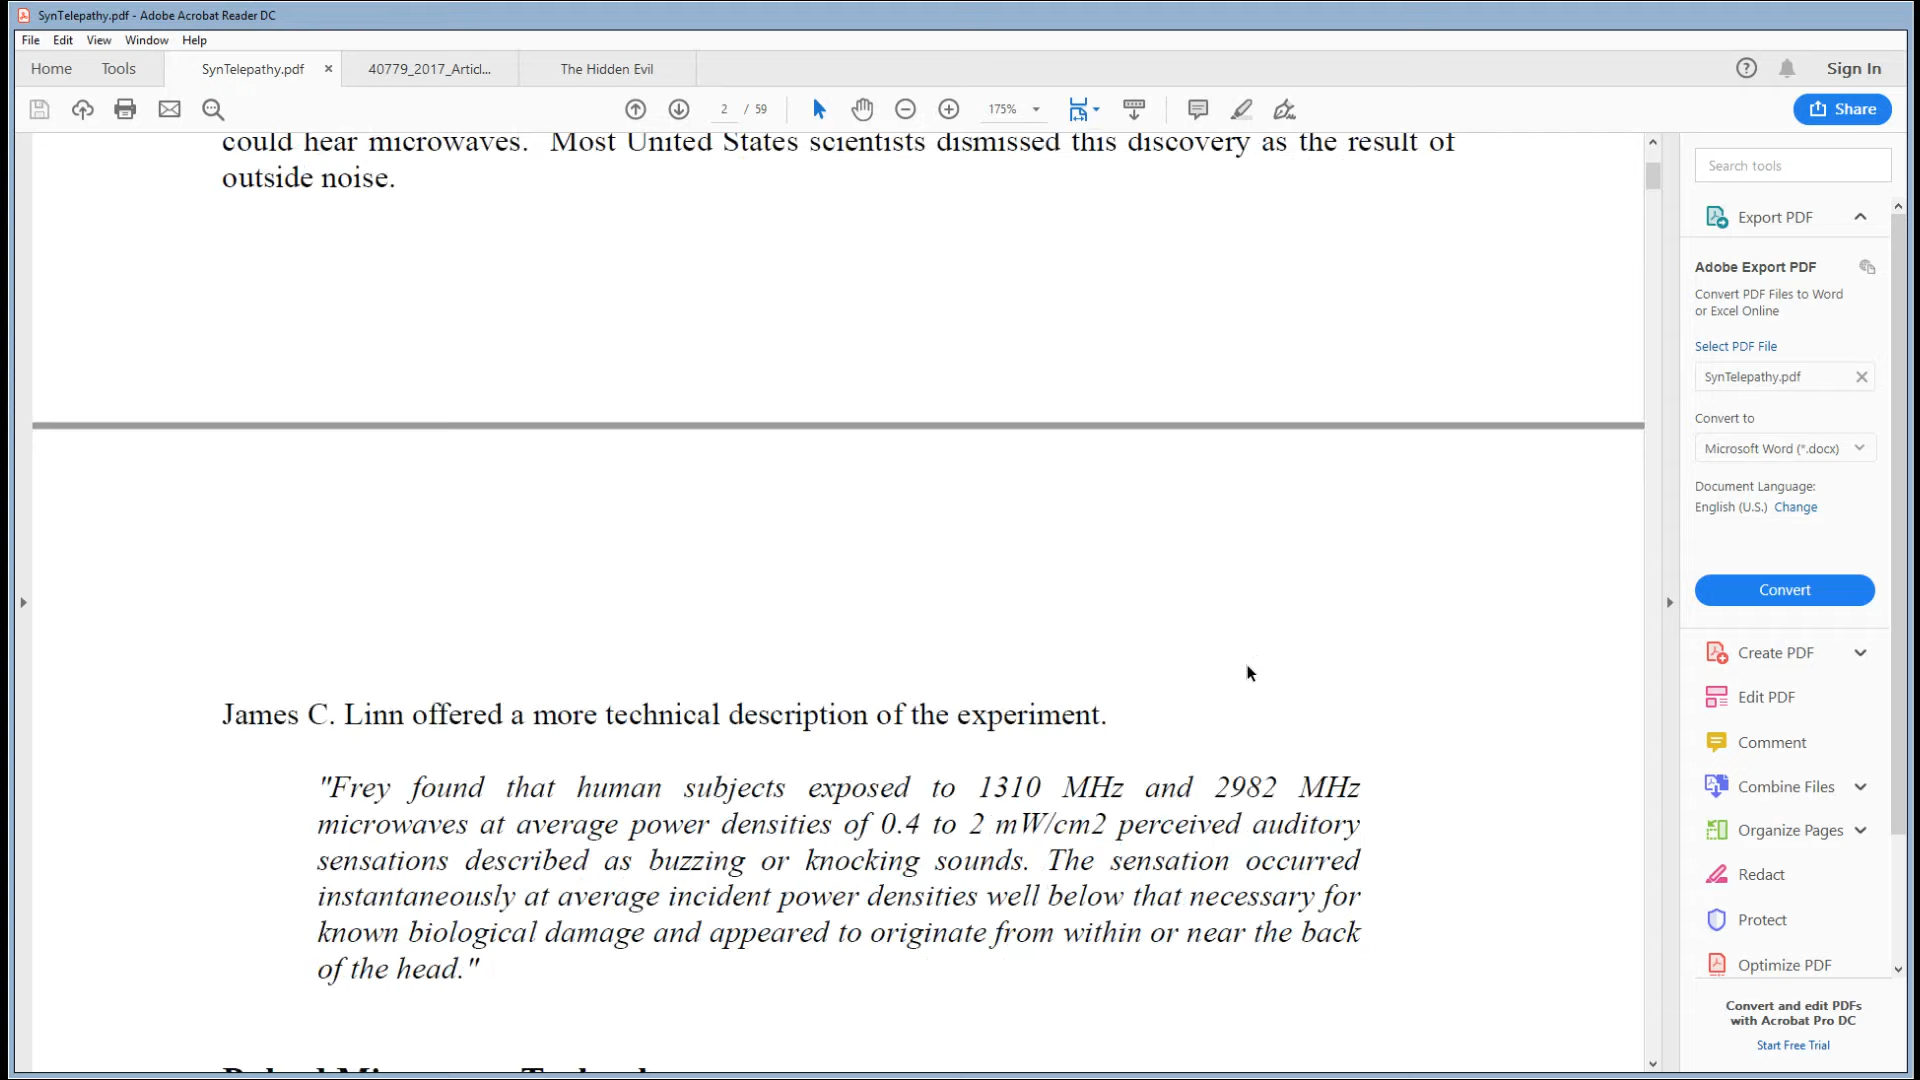 SynTelepathy.pdf - Adobe Acrobat Reader DC
File Edit View Window Help
Home Tools SynTelepathy.pdf × 40779_2017_Articl... The Hidden Evil Sign In
2 / 59 175% Share
could hear microwaves. Most United States scientists dismissed this discovery as the result of
outside noise.
James C. Linn offered a more technical description of the experiment.
"Frey found that human subjects exposed to 1310 MHz and 2982 MHz
microwaves at average power densities of 0.4 to 2 mW/cm2 perceived auditory
sensations described as buzzing or knocking sounds. The sensation occurred
instantaneously at average incident power densities well below that necessary for
known biological damage and appeared to originate from within or near the back
of the head."
Search tools
Export PDF
Adobe Export PDF
Convert PDF Files to Word
or Excel Online
Select PDF File
SynTelepathy.pdf
Convert to
Microsoft Word (*.docx)
Document Language:
English (U.S.) Change
Convert
Create PDF
Edit PDF
Comment
Combine Files
Organize Pages
Redact
Protect
Optimize PDF
Convert and edit PDFs
with Acrobat Pro DC
Start Free Trial